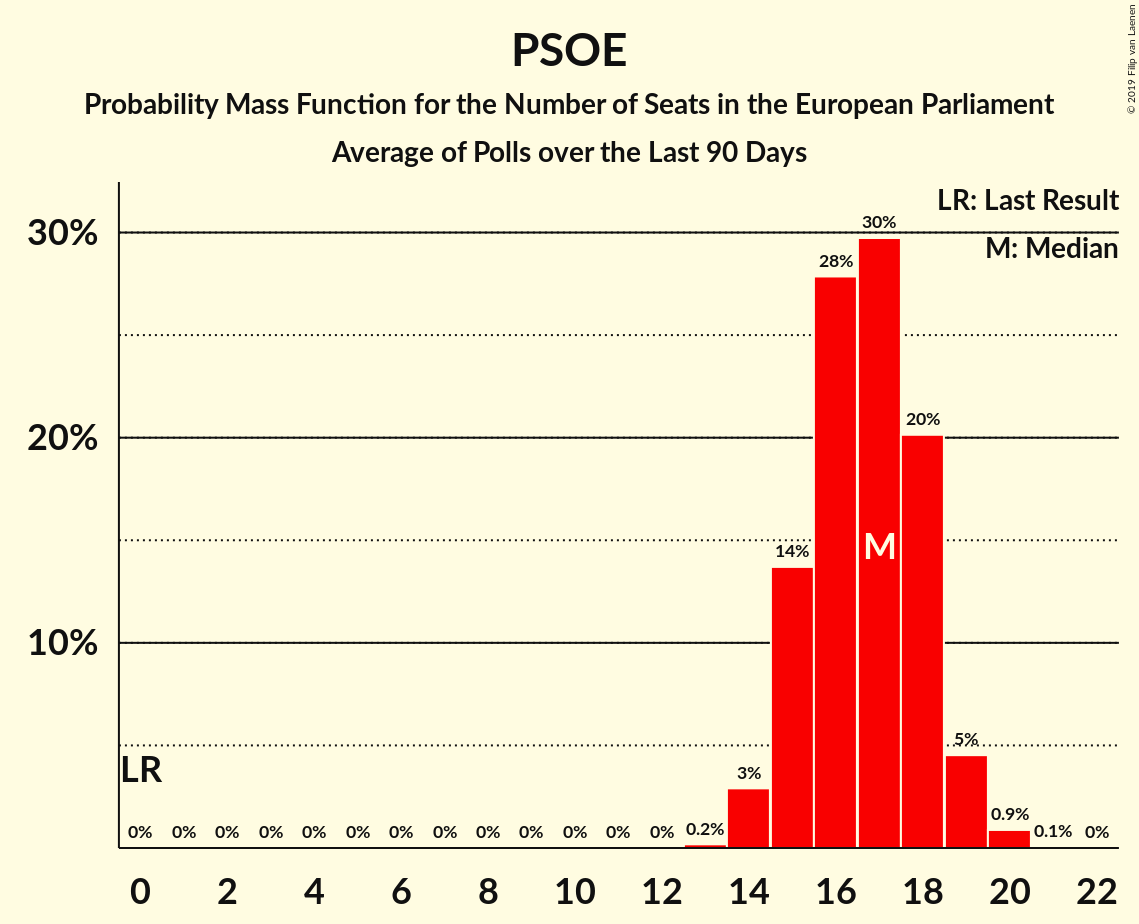 PSOE
Probability Mass Function for the Number of Seats in the European Parliament
Average of Polls over the Last 90 Days
© 2019 Filip van Laenen
LR: Last Result
M: Median
30%
20%
10%
30%
28%
20%
14%
M
5%
3%
LR
0% 0% 0% 0% 0% 0% 0% 0% 0% 0% 0% 0% 0% 0.2% 0.9% 0.1% 0%
0 2 4 6 8 10 12 14 16 18 20 22